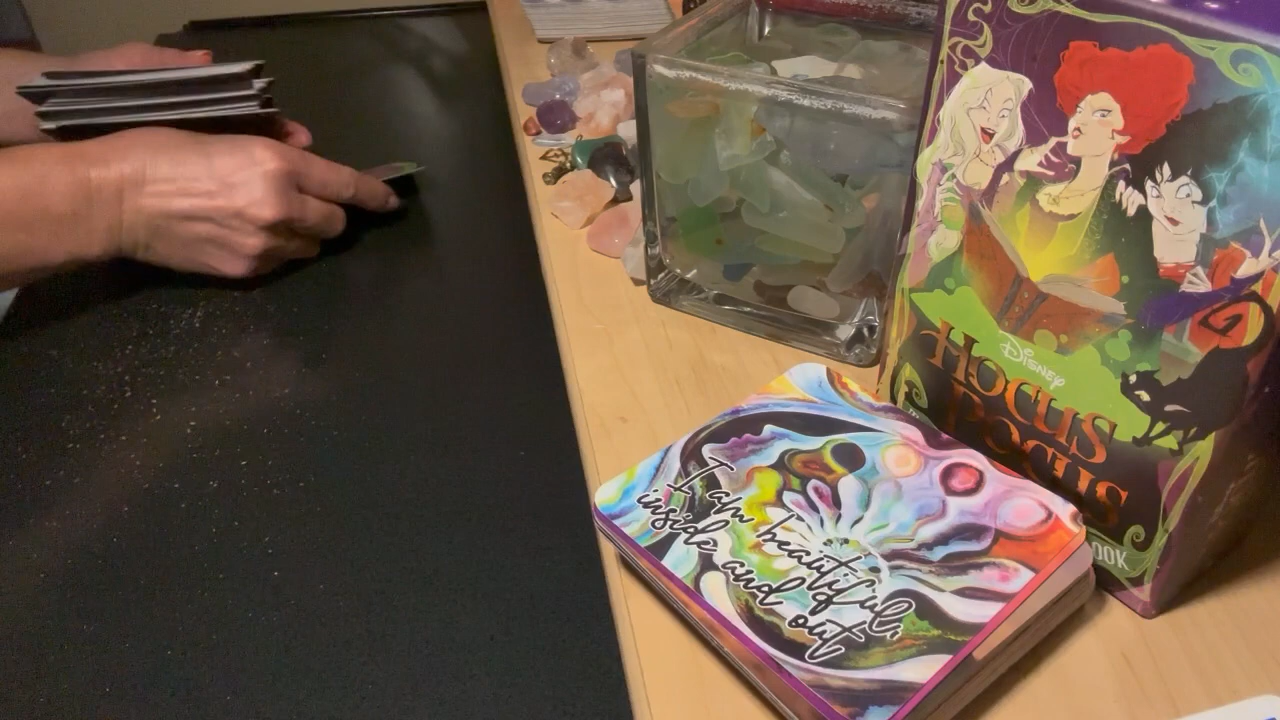 DISNEY
HOCUS
POCUS
OOK
I am beautiful,
inside and out